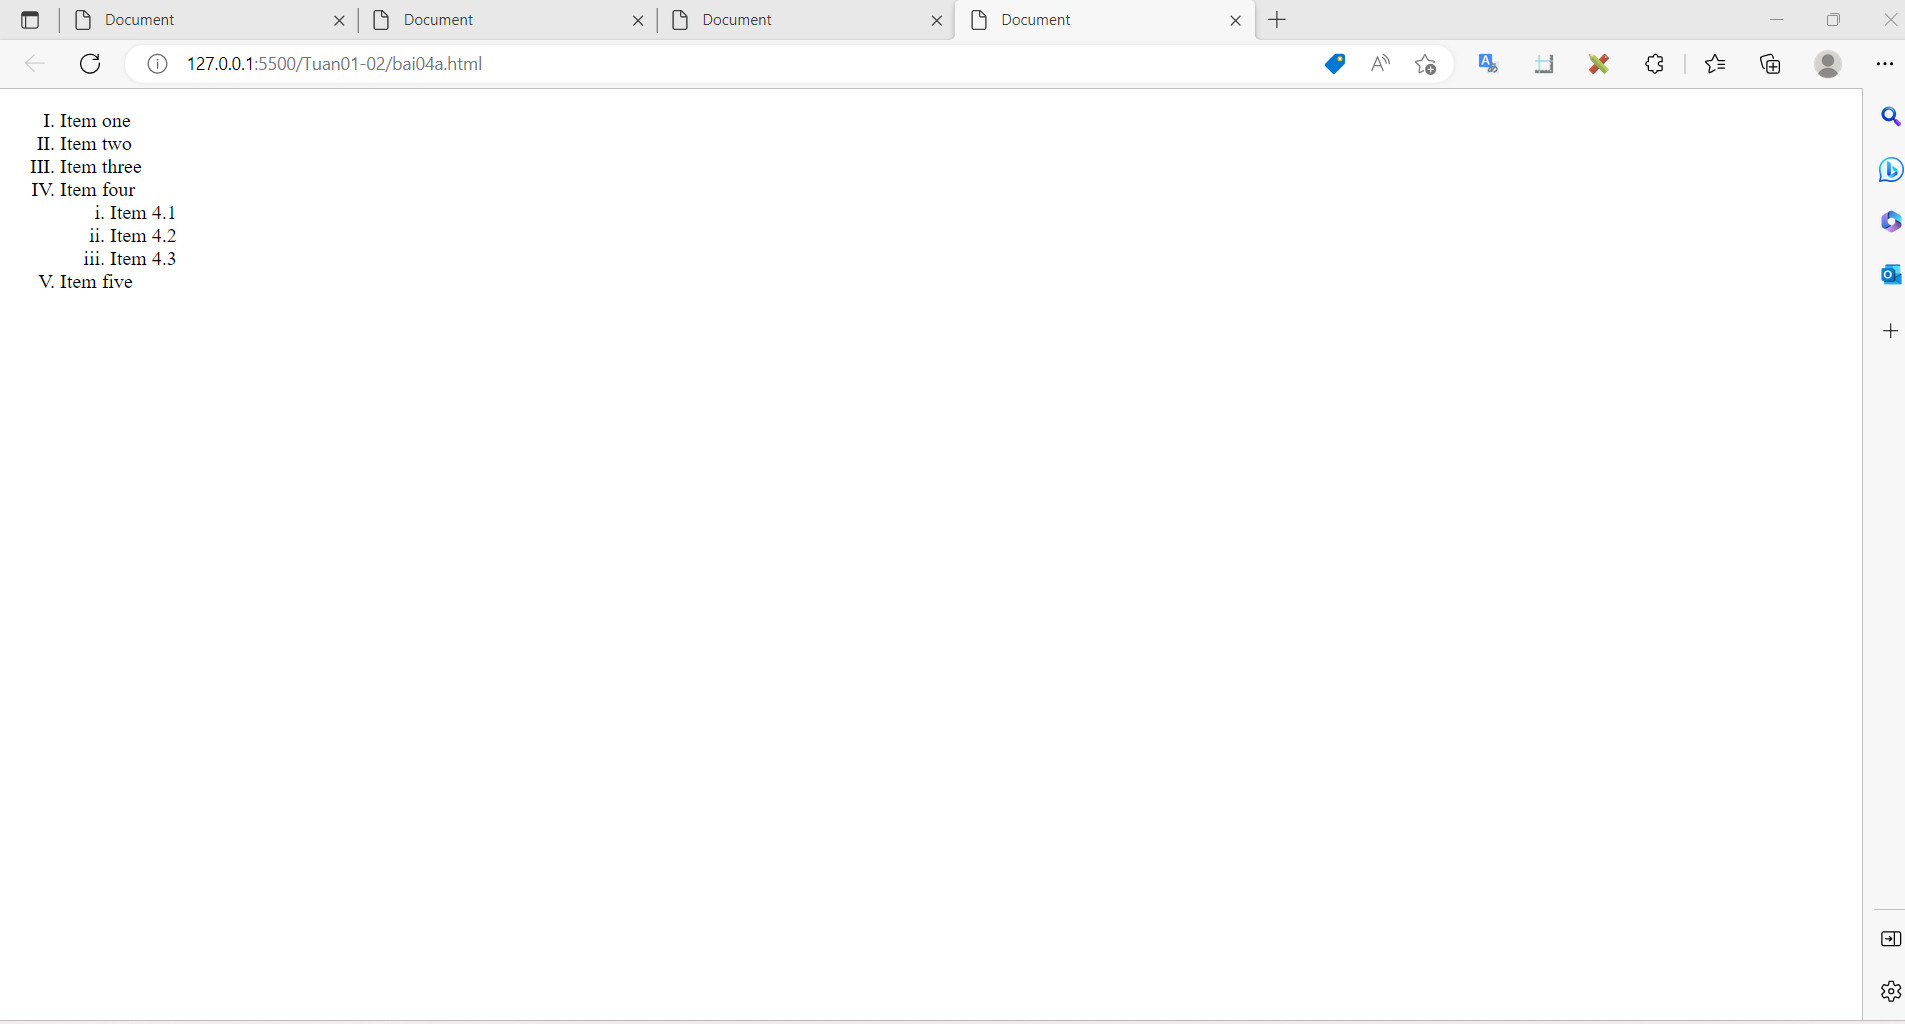 Document Document Document Document
127.0.0.1:5500/Tuan01-02/bai04a.html
I. Item one
II. Item two
III. Item three
IV. Item four
i. Item 4.1
ii. Item 4.2
iii. Item 4.3
V. Item five